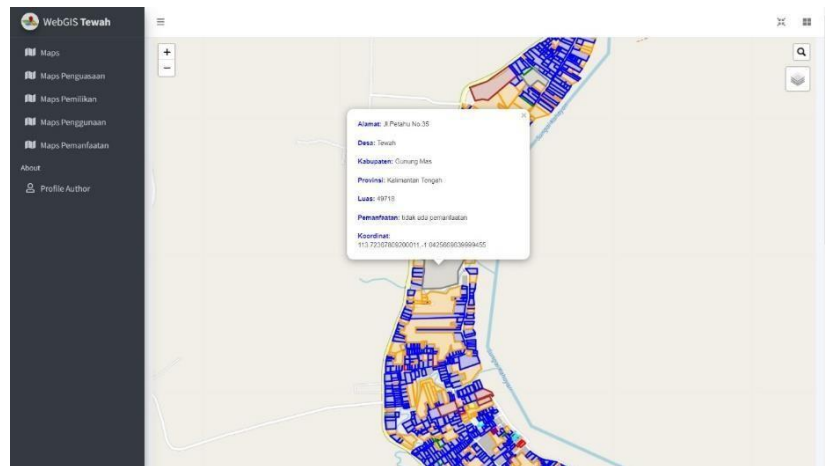 WebGIS Tewah
Maps
Maps Penguasaan
Maps Pemilikan
Maps Penggunaan
Maps Pemanfaatan
About
Profile Author
+
−
×
Alamat: Jl.Petahu No.35
Desa: Tewah
Kabupaten: Gunung Mas
Provinsi: Kalimantan Tengah
Luas: 49715
Pemanfaatan: tidak ada pemanfaatan
Koordinat: